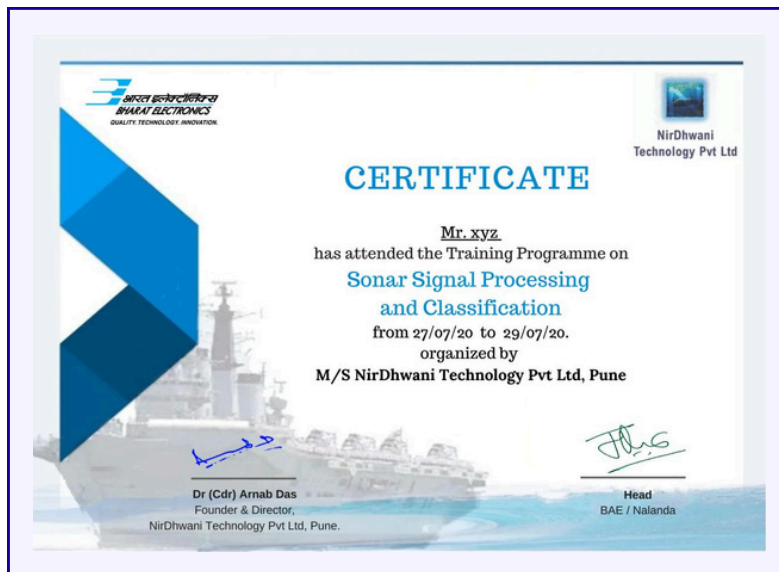 भारत इलेक्ट्रॉनिक्स
BHARAT ELECTRONICS
QUALITY. TECHNOLOGY. INNOVATION.
NirDhwani
Technology Pvt Ltd
CERTIFICATE
Mr. xyz
has attended the Training Programme on
Sonar Signal Processing
and Classification
from 27/07/20 to 29/07/20.
organized by
M/S NirDhwani Technology Pvt Ltd, Pune
Dr (Cdr) Arnab Das
Founder & Director,
NirDhwani Technology Pvt Ltd, Pune.
Head
BAE / Nalanda